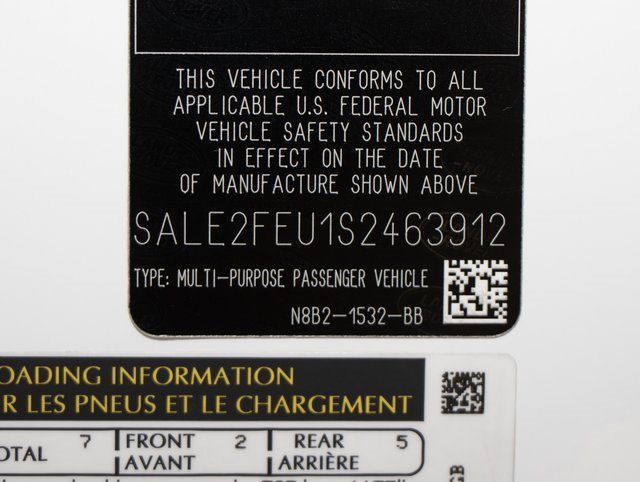 THIS VEHICLE CONFORMS TO ALL
APPLICABLE U.S. FEDERAL MOTOR
VEHICLE SAFETY STANDARDS
IN EFFECT ON THE DATE
OF MANUFACTURE SHOWN ABOVE
SALE2FEU1S2463912
TYPE: MULTI-PURPOSE PASSENGER VEHICLE
N8B2-1532-BB
OADING INFORMATION
R LES PNEUS ET LE CHARGEMENT
OTAL 7 FRONT 2 REAR 5
AVANT ARRIÈRE
GB